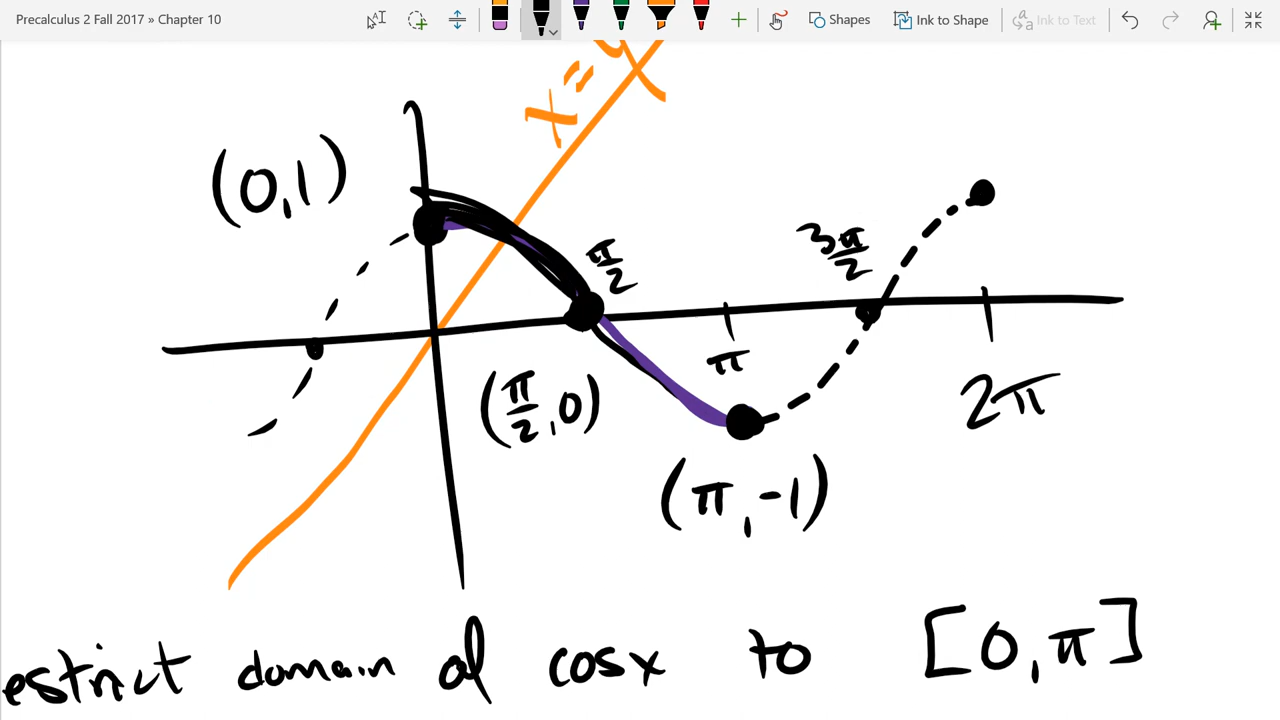 Precalculus 2 Fall 2017 » Chapter 10
Shapes
Ink to Shape
Ink to Text
x=y
(0,1)
π/2
3π/2
π
2π
(π/2,0)
(π,-1)
estrict domain of cosx to [0,π]